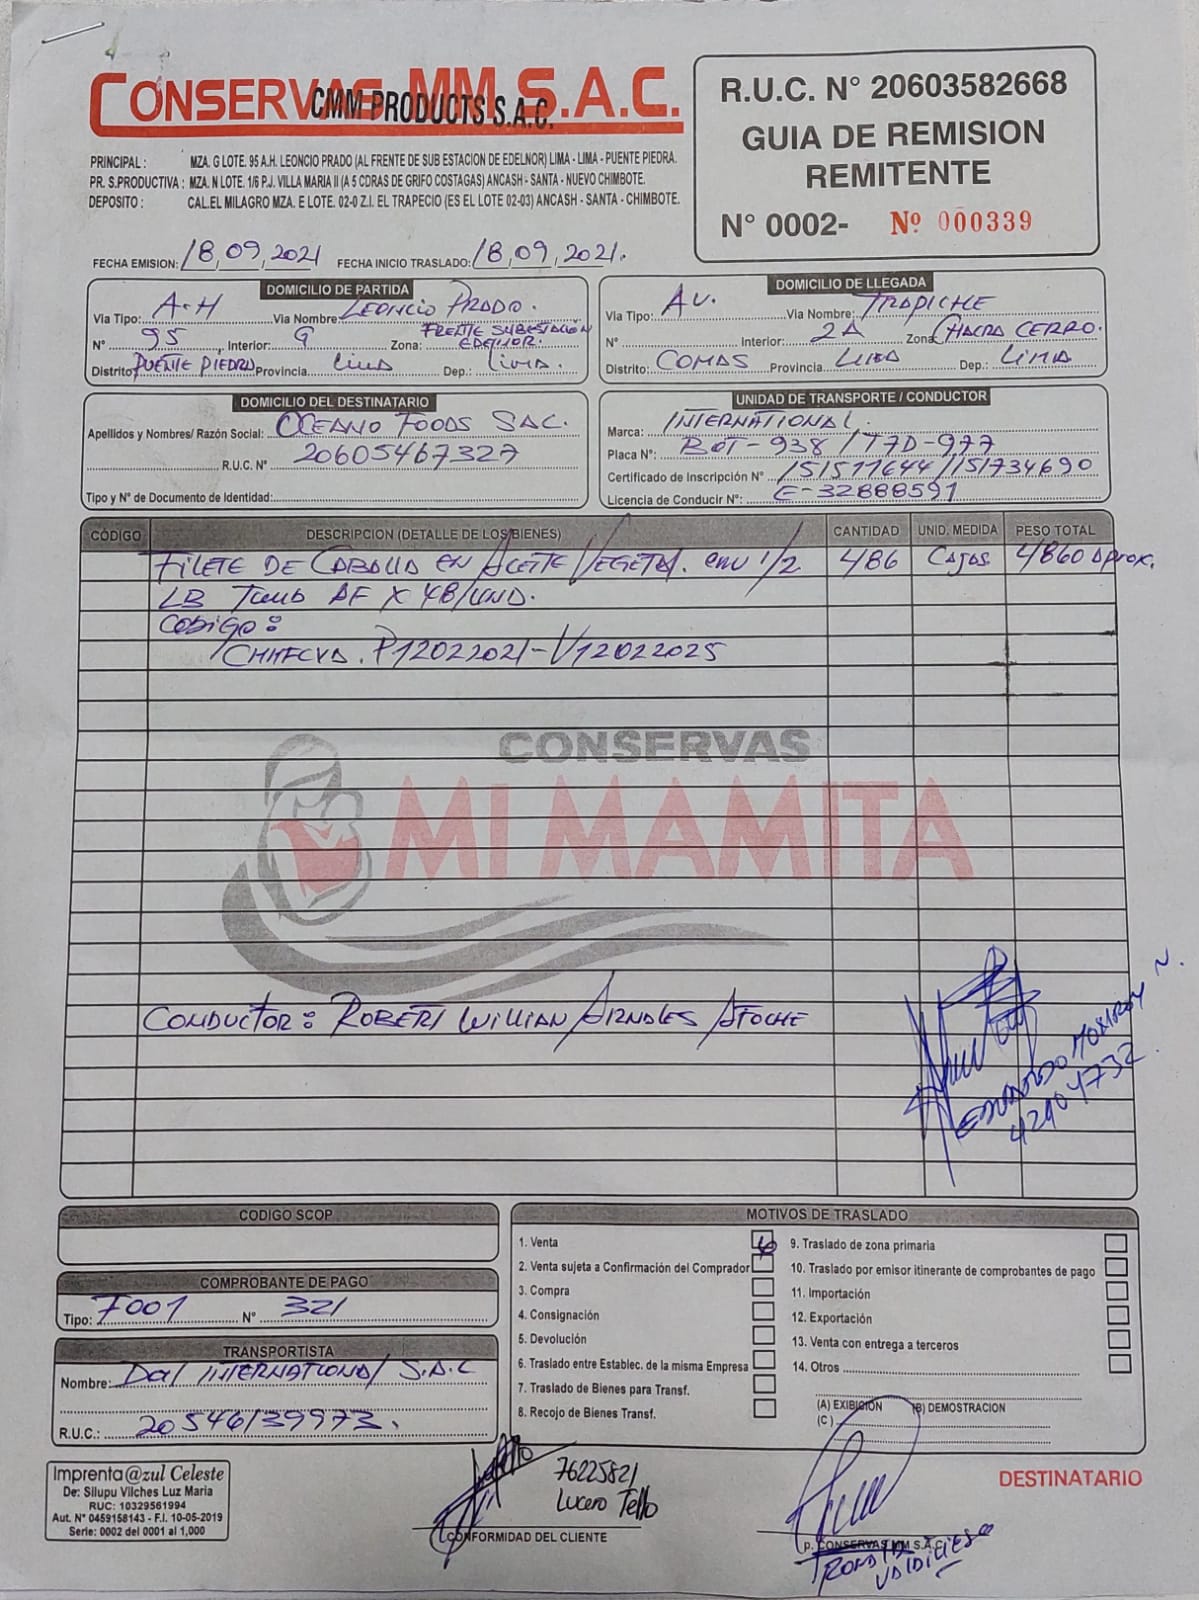 CONSERVAS MM S.A.C.
CMM PRODUCTS S.A.C.
PRINCIPAL : MZA. G LOTE. 95 A.H. LEONCIO PRADO (AL FRENTE DE SUB ESTACION DE EDELNOR) LIMA - LIMA - PUENTE PIEDRA.
PR. S.PRODUCTIVA : MZA. N LOTE. 1/6 P.J. VILLA MARIA II (A 5 CDRAS DE GRIFO COSTAGAS) ANCASH - SANTA - NUEVO CHIMBOTE.
DEPOSITO : CAL.EL MILAGRO MZA. E LOTE. 02-0 Z.I. EL TRAPECIO (ES EL LOTE 02-03) ANCASH - SANTA - CHIMBOTE.
R.U.C. N° 20603582668
GUIA DE REMISION
REMITENTE
N° 0002- Nº 000339
FECHA EMISION: 18,09,2021 FECHA INICIO TRASLADO: 18,09,2021.
DOMICILIO DE PARTIDA
Via Tipo: A-H Via Nombre: LEONCIO PRADO.
N° 95, Interior: G Zona: FRENTE SUBESTACIÓN
EDELNOR.
Distrito PUENTE PIEDRA Provincia Lima Dep.: Lima.
DOMICILIO DE LLEGADA
Via Tipo: AV. Via Nombre: TRAPICHE
N° Interior: 2A Zona: CHACRA CERRO.
Distrito: COMAS Provincia LIMA Dep.: LIMA
DOMICILIO DEL DESTINATARIO
Apellidos y Nombres/ Razón Social: OCEANO FOODS SAC.
R.U.C. N° 20605467327
Tipo y N° de Documento de Identidad:
UNIDAD DE TRANSPORTE / CONDUCTOR
Marca: INTERNATIONAL.
Placa N°: BOT-938 / T7D-977
Certificado de Inscripción N° 151511644/151734690
Licencia de Conducir N°: E-32888591
CÓDIGO DESCRIPCION (DETALLE DE LOS BIENES) CANTIDAD UNID. MEDIDA PESO TOTAL
FILETE DE CABALLA EN ACEITE VEGETAL. env 1/2 486 Cajas 4860 aprox.
LB Tuna AF X 48/UND.
CODIGO:
P12022021-V12022025
CONSERVAS
MI MAMITA
CONDUCTOR: ROBERT WILLIAN ATOCHE
42904732
CODIGO SCOP
COMPROBANTE DE PAGO
Tipo: F001 N° 321
TRANSPORTISTA
Nombre: Dal INTERNATIONAL S.A.C
R.U.C.: 20546139973.
MOTIVOS DE TRASLADO
1. Venta
2. Venta sujeta a Confirmación del Comprador
3. Compra
4. Consignación
5. Devolución
6. Traslado entre Establec. de la misma Empresa
7. Traslado de Bienes para Transf.
8. Recojo de Bienes Transf.
9. Traslado de zona primaria
10. Traslado por emisor itinerante de comprobantes de pago
11. Importación
12. Exportación
13. Venta con entrega a terceros
14. Otros
(A) EXIBICIÓN (B) DEMOSTRACION
(C)
Imprenta@zul Celeste
De: Silupu Vilches Luz Maria
RUC: 10329561994
Aut. N° 0459158143 - F.I. 10-05-2019
Serie: 0002 del 0001 al 1,000
76225821
Lucero Tello
CONFORMIDAD DEL CLIENTE
DESTINATARIO
p. CONSERVAS MM S.A.C.